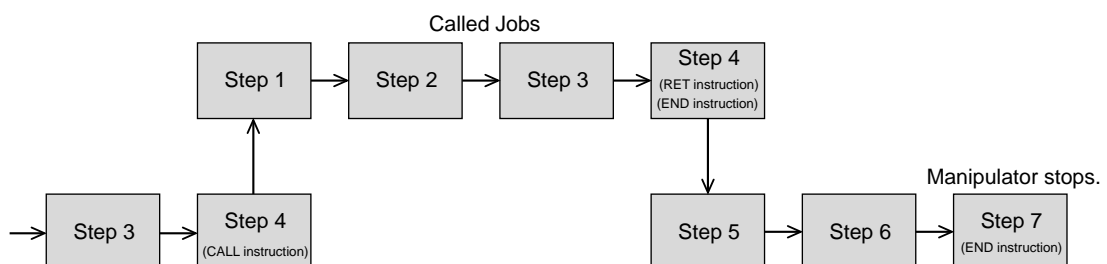 Called Jobs
Step 1
Step 2
Step 3
Step 4
(RET instruction)
(END instruction)
Manipulator stops.
Step 3
Step 4
(CALL instruction)
Step 5
Step 6
Step 7
(END instruction)